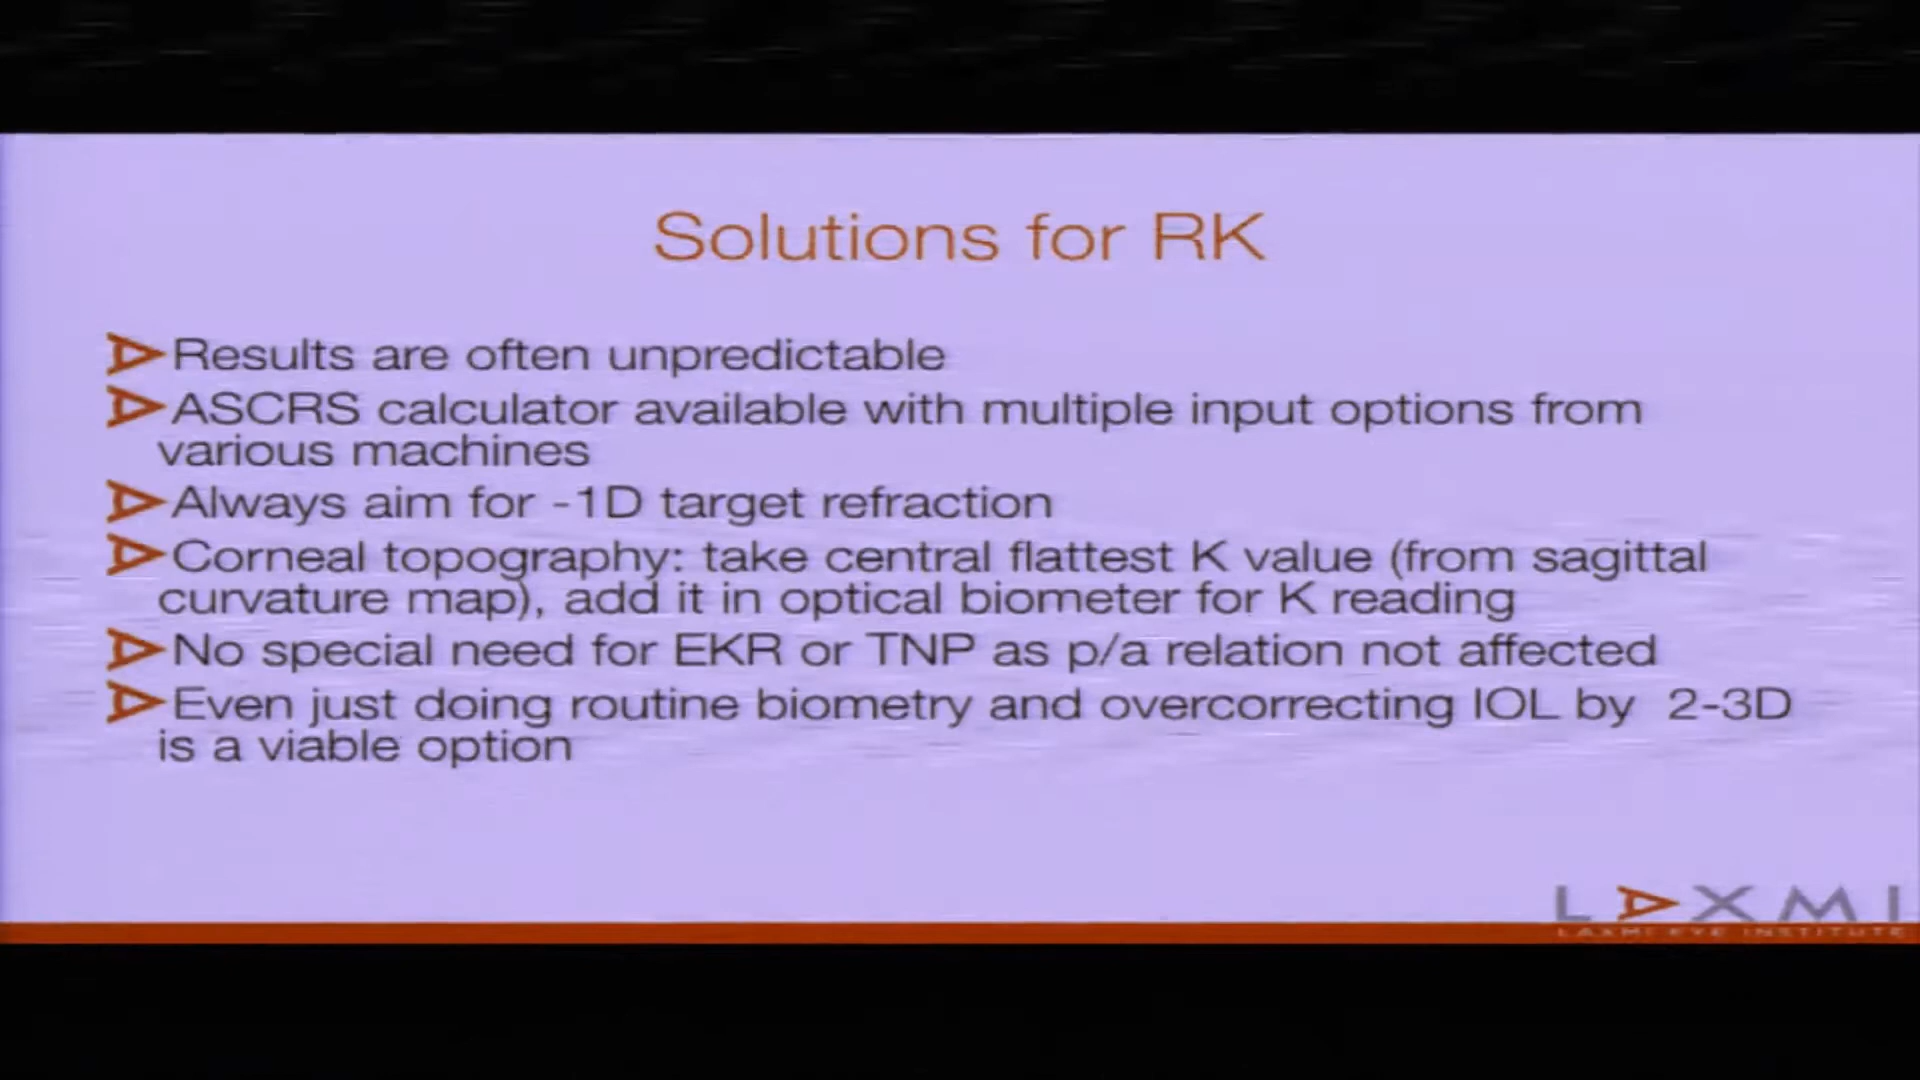 Solutions for RK
Results are often unpredictable
ASCRS calculator available with multiple input options from
various machines
Always aim for -1D target refraction
Corneal topography: take central flattest K value (from sagittal
curvature map), add it in optical biometer for K reading
No special need for EKR or TNP as p/a relation not affected
Even just doing routine biometry and overcorrecting IOL by 2-3D
is a viable option
LAXMI
LAXMI EYE INSTITUTE